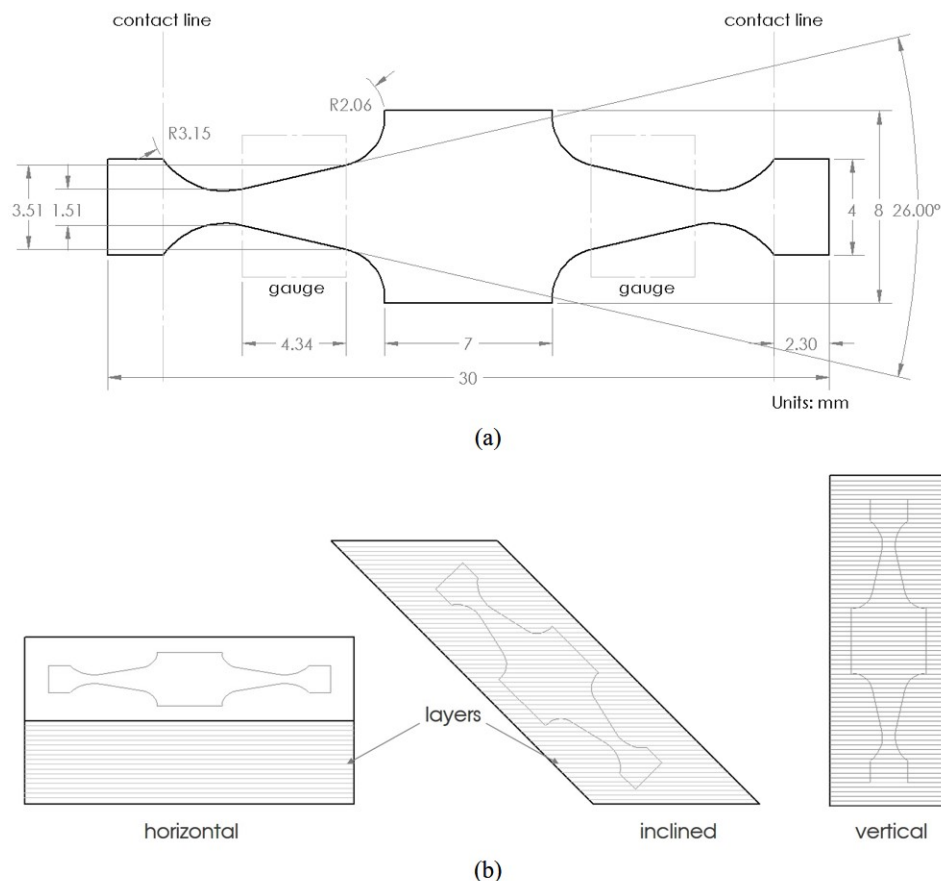 contact line
contact line
R2.06
R3.15
3.51
1.51
4
8
26.00°
gauge
gauge
4.34
7
2.30
30
Units: mm
(a)
layers
horizontal
inclined
vertical
(b)